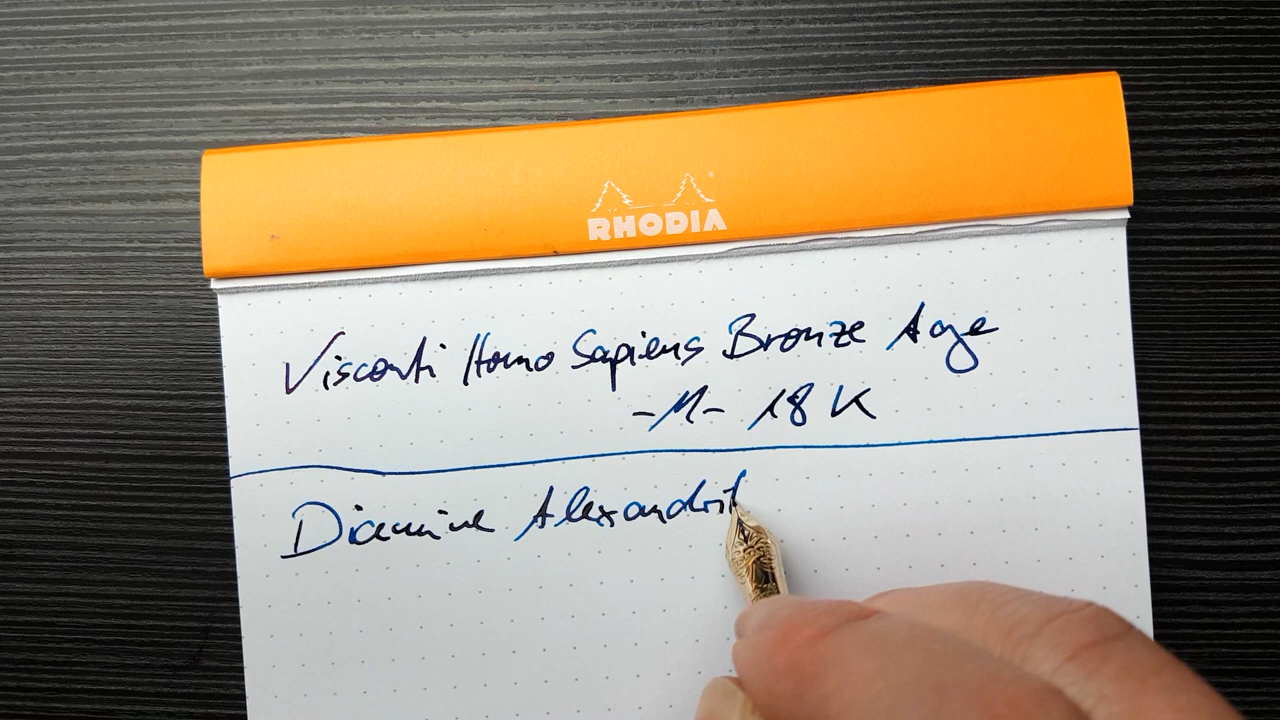 RHODIA
Visconti Homo Sapiens Bronze Age
-M- 18 K
Diamine Alexandrit